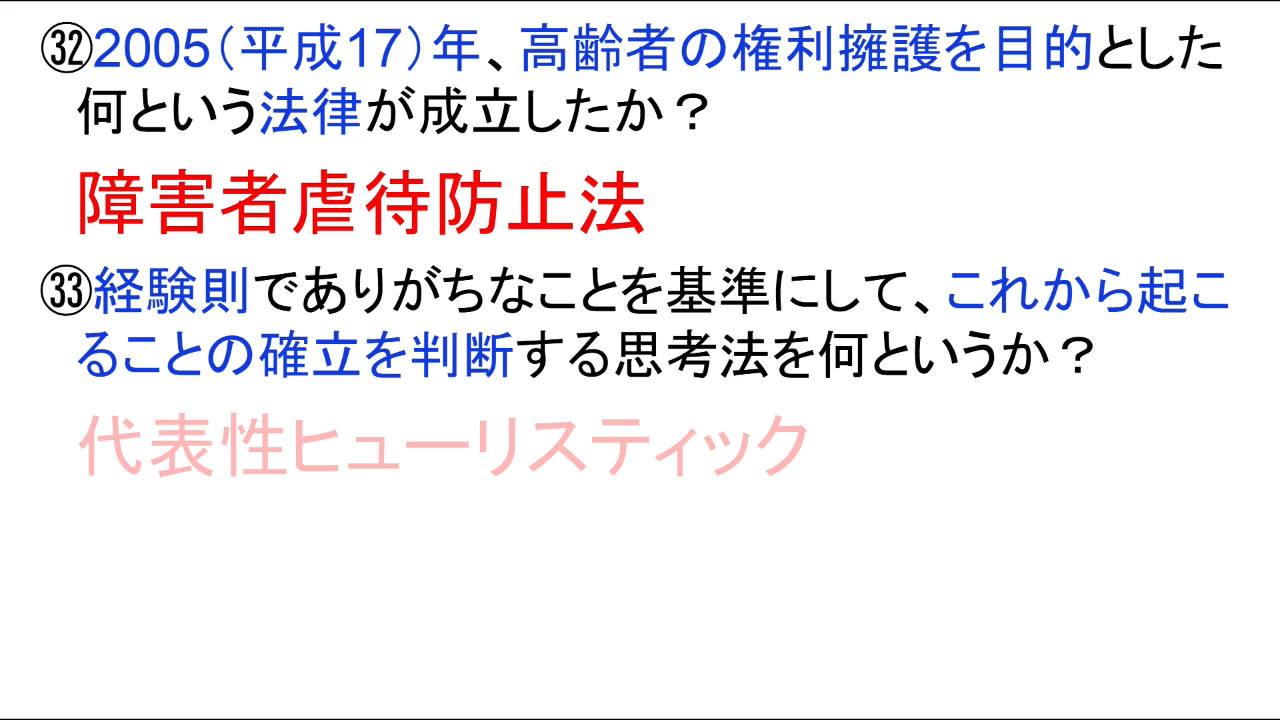 ㉜2005(平成17)年、高齢者の権利擁護を目的とした
何という法律が成立したか?
障害者虐待防止法
㉝経験則でありがちなことを基準にして、これから起こ
ることの確立を判断する思考法を何というか?
代表性ヒューリスティック